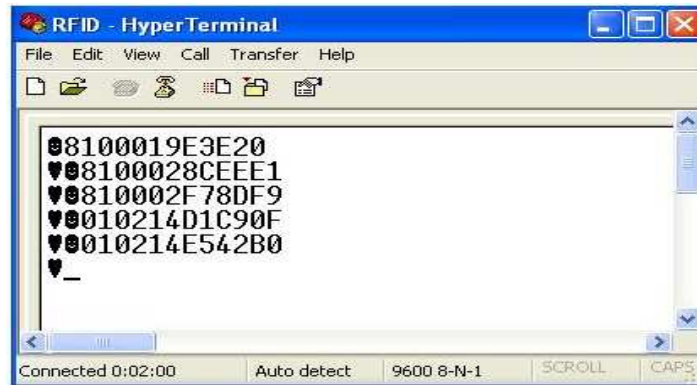 RFID - HyperTerminal
File Edit View Call Transfer Help
☻8100019E3E20
♥☻8100028CEEE1
♥☻810002F78DF9
♥☻010214D1C90F
♥☻010214E542B0
♥_
Connected 0:02:00 Auto detect 9600 8-N-1 SCROLL CAPS